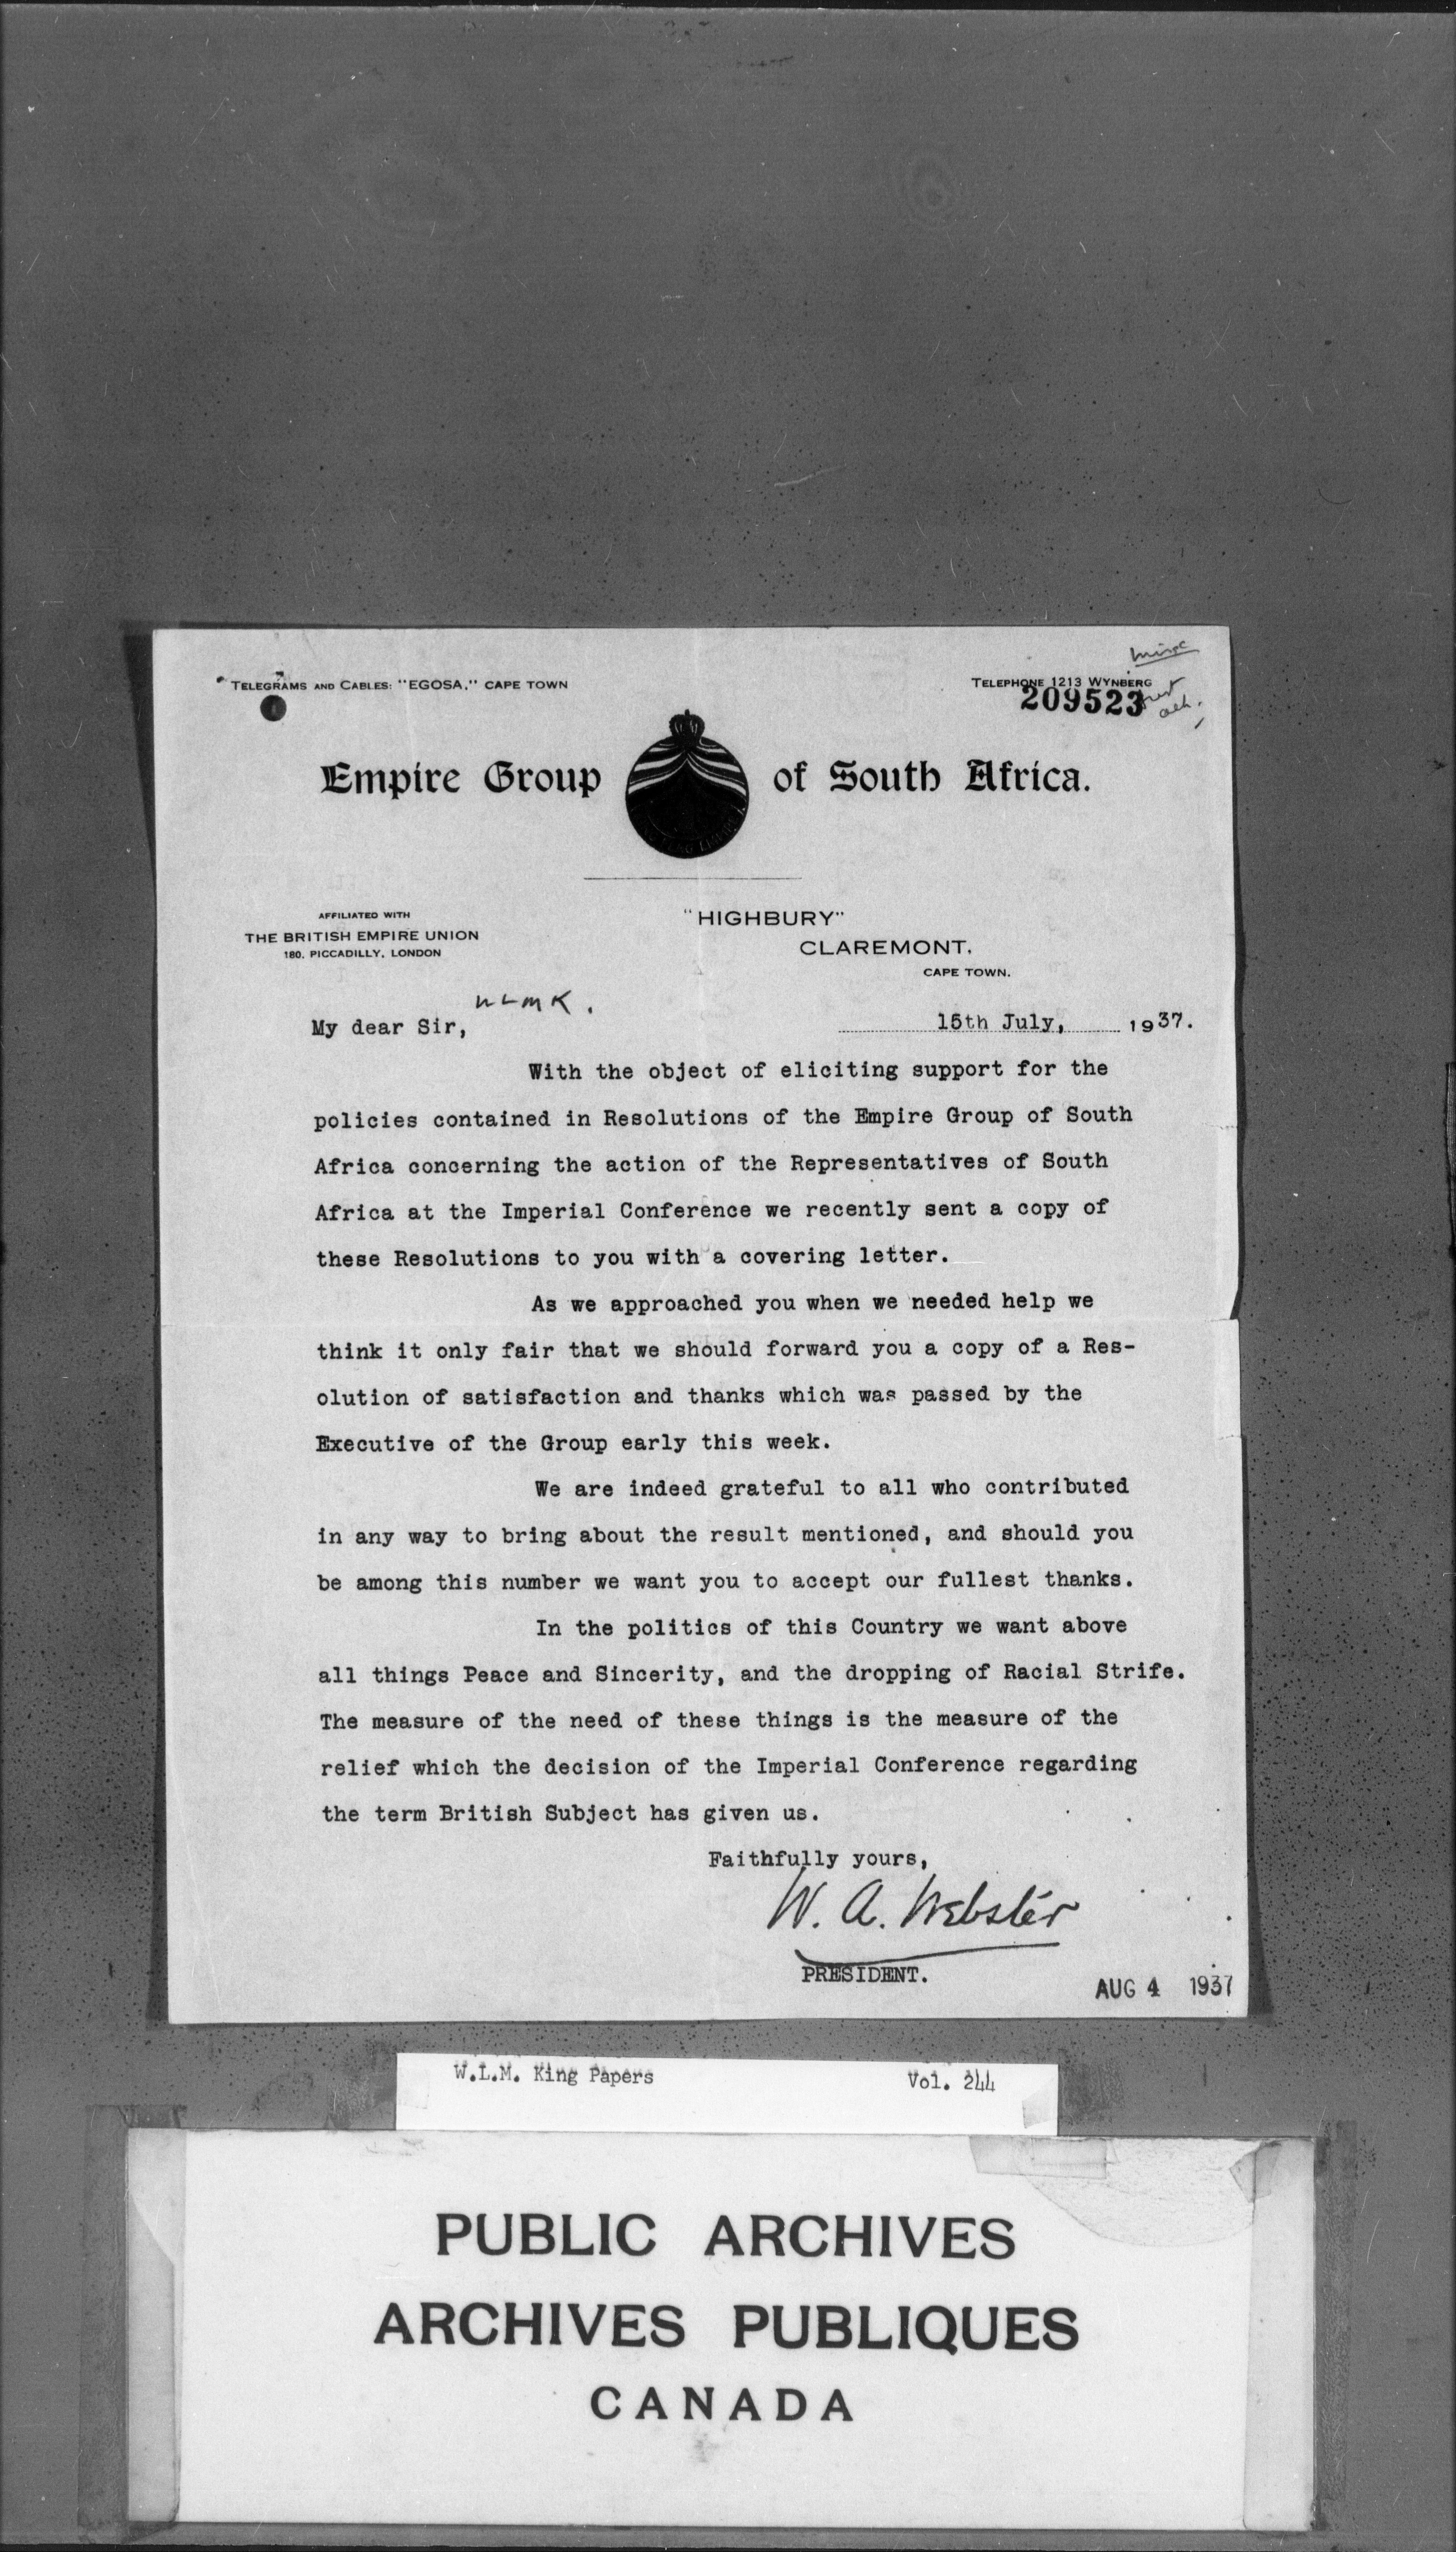 misc
TELEGRAMS AND CABLES: "EGOSA," CAPE TOWN
TELEPHONE 1213 WYNBERG
209523
Empire Group of South Africa.
AFFILIATED WITH
THE BRITISH EMPIRE UNION
180, PICCADILLY, LONDON
"HIGHBURY"
CLAREMONT,
CAPE TOWN.
WLMK.
My dear Sir,
15th July, 1937.
With the object of eliciting support for the
policies contained in Resolutions of the Empire Group of South
Africa concerning the action of the Representatives of South
Africa at the Imperial Conference we recently sent a copy of
these Resolutions to you with a covering letter.
As we approached you when we needed help we
think it only fair that we should forward you a copy of a Res-
olution of satisfaction and thanks which was passed by the
Executive of the Group early this week.
We are indeed grateful to all who contributed
in any way to bring about the result mentioned, and should you
be among this number we want you to accept our fullest thanks.
In the politics of this Country we want above
all things Peace and Sincerity, and the dropping of Racial Strife.
The measure of the need of these things is the measure of the
relief which the decision of the Imperial Conference regarding
the term British Subject has given us.
Faithfully yours,
W. A. Webster
PRESIDENT.
AUG 4 1937
W.L.M. King Papers Vol. 244
PUBLIC ARCHIVES
ARCHIVES PUBLIQUES
CANADA